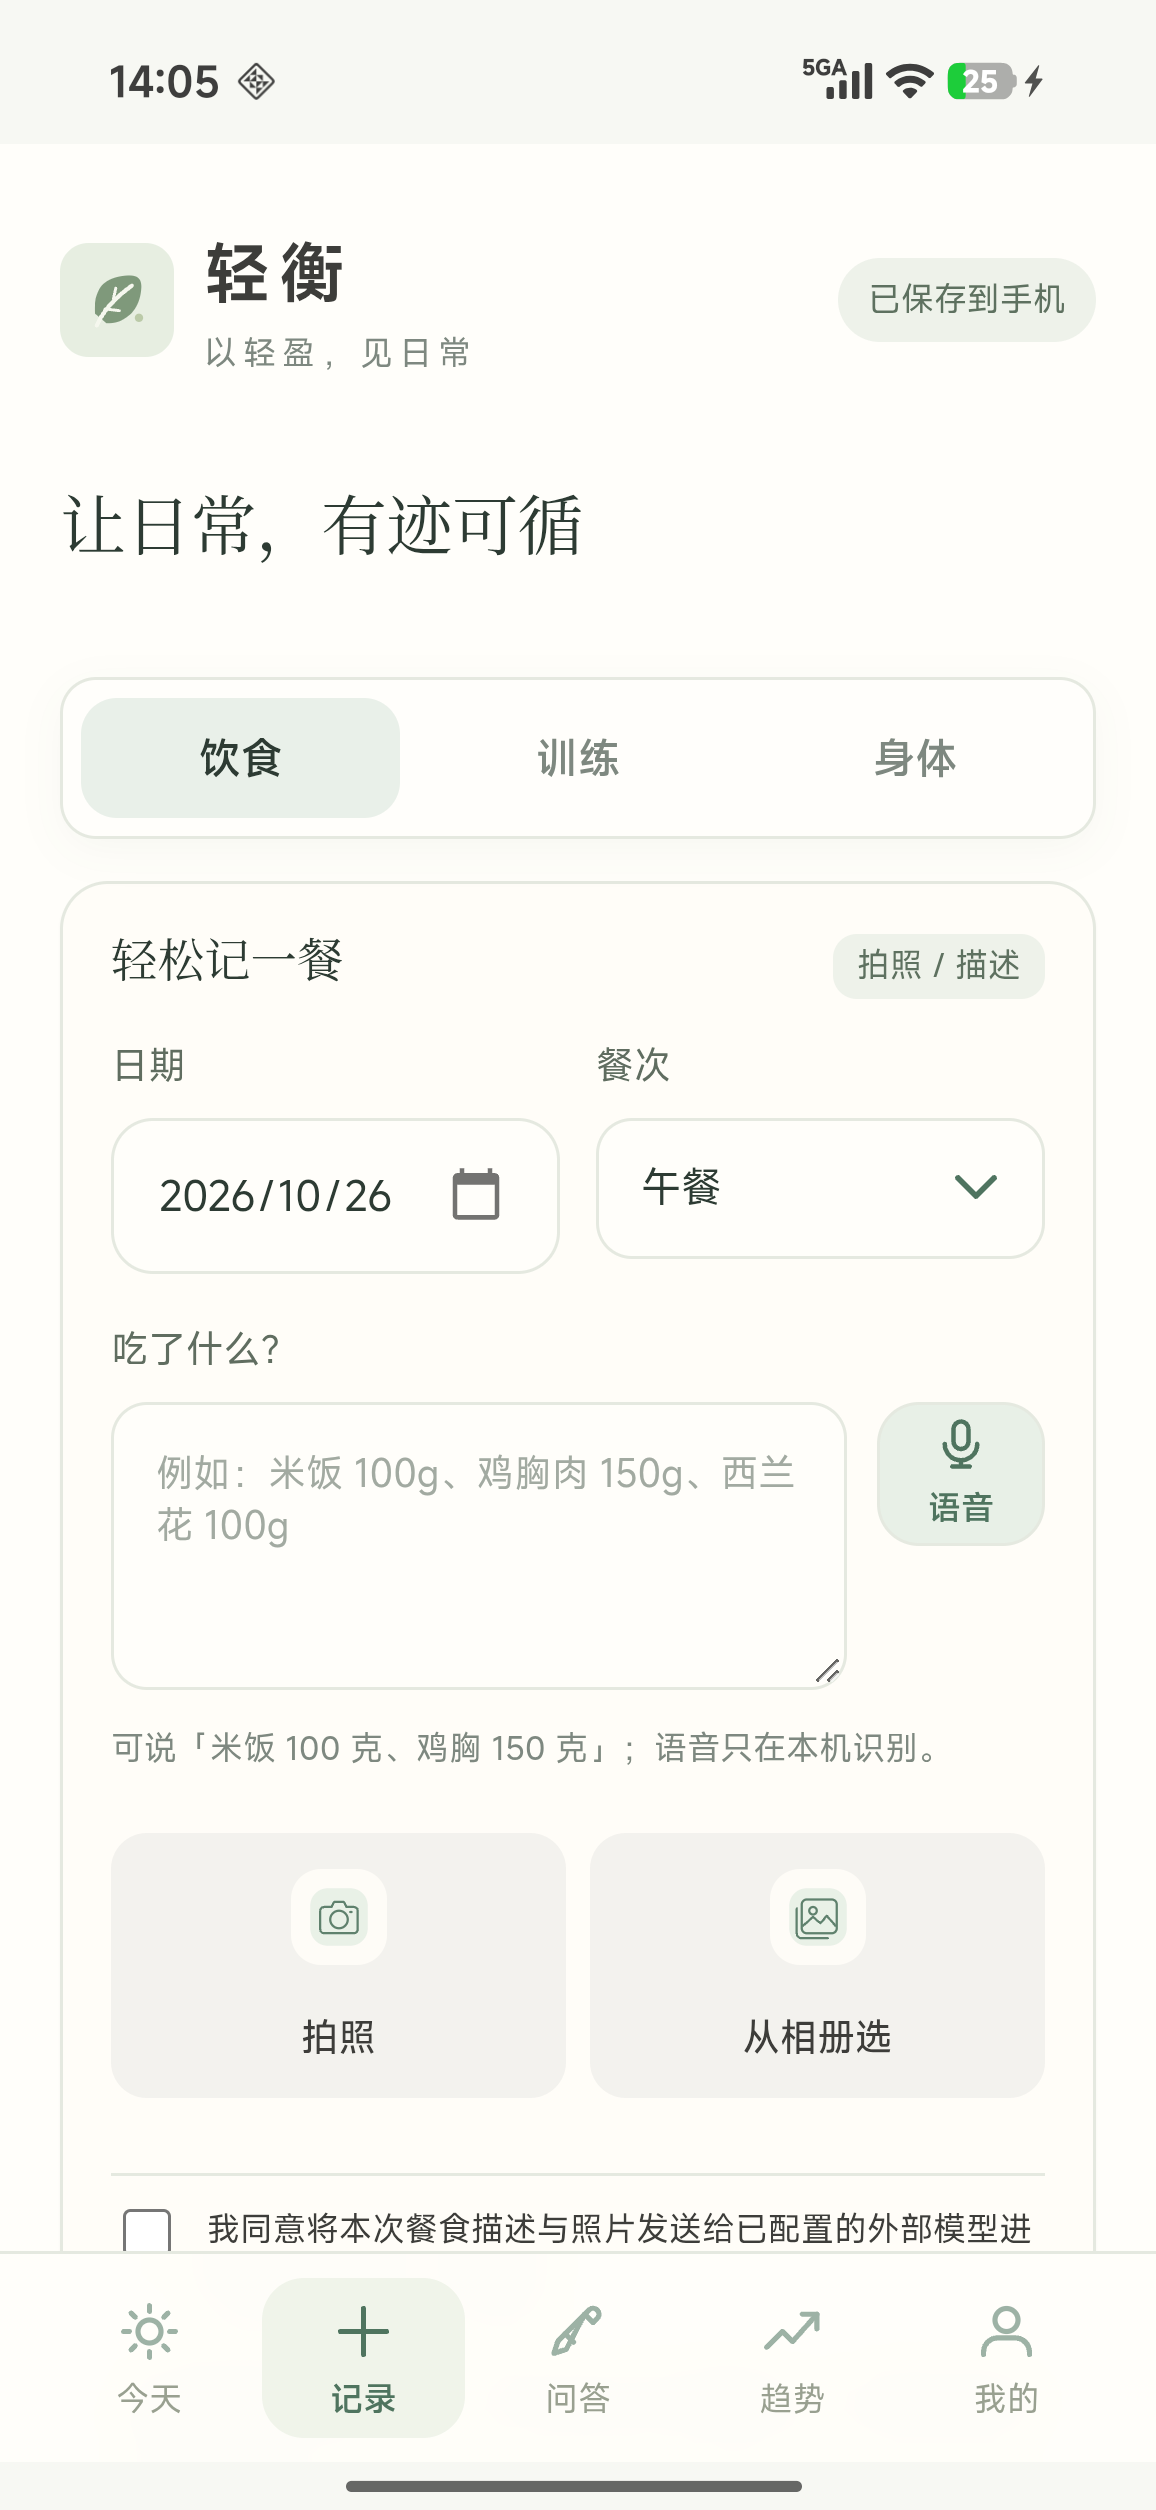 14:05
5GA
25
轻衡
以轻盈，见日常
已保存到手机
让日常，有迹可循
饮食
训练
身体
轻松记一餐
拍照 / 描述
日期
餐次
2026/10/26
午餐
吃了什么?
例如：米饭 100g、鸡胸肉 150g、西兰
花 100g
语音
可说「米饭 100 克、鸡胸 150 克」；语音只在本机识别。
拍照
从相册选
我同意将本次餐食描述与照片发送给已配置的外部模型进
今天
记录
问答
趋势
我的